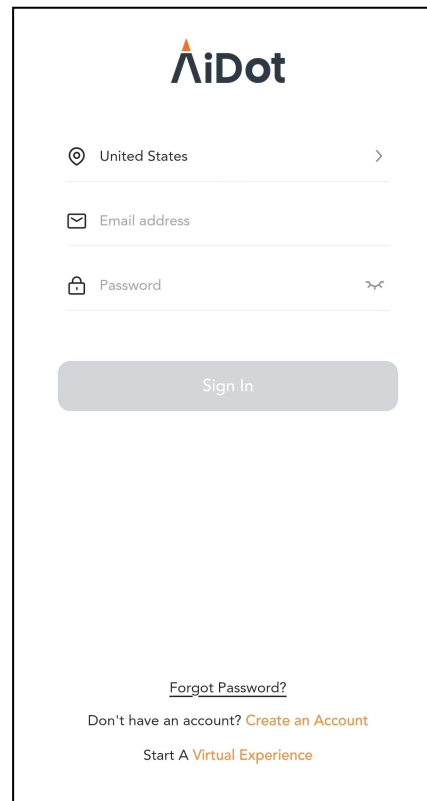 AiDot
United States
Email address
Password
Sign In
Forgot Password?
Don't have an account? Create an Account
Start A Virtual Experience